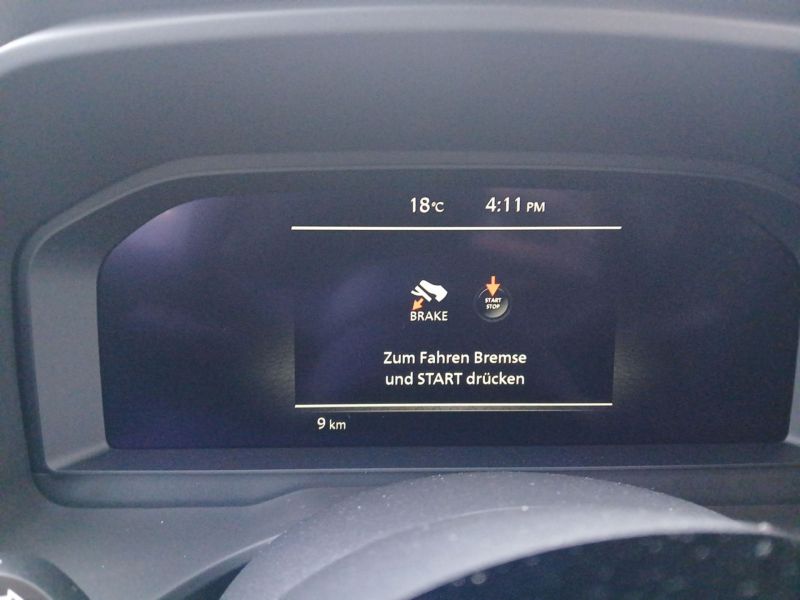 18°C 4:11 PM
START
STOP
BRAKE
Zum Fahren Bremse
und START drücken
9 km